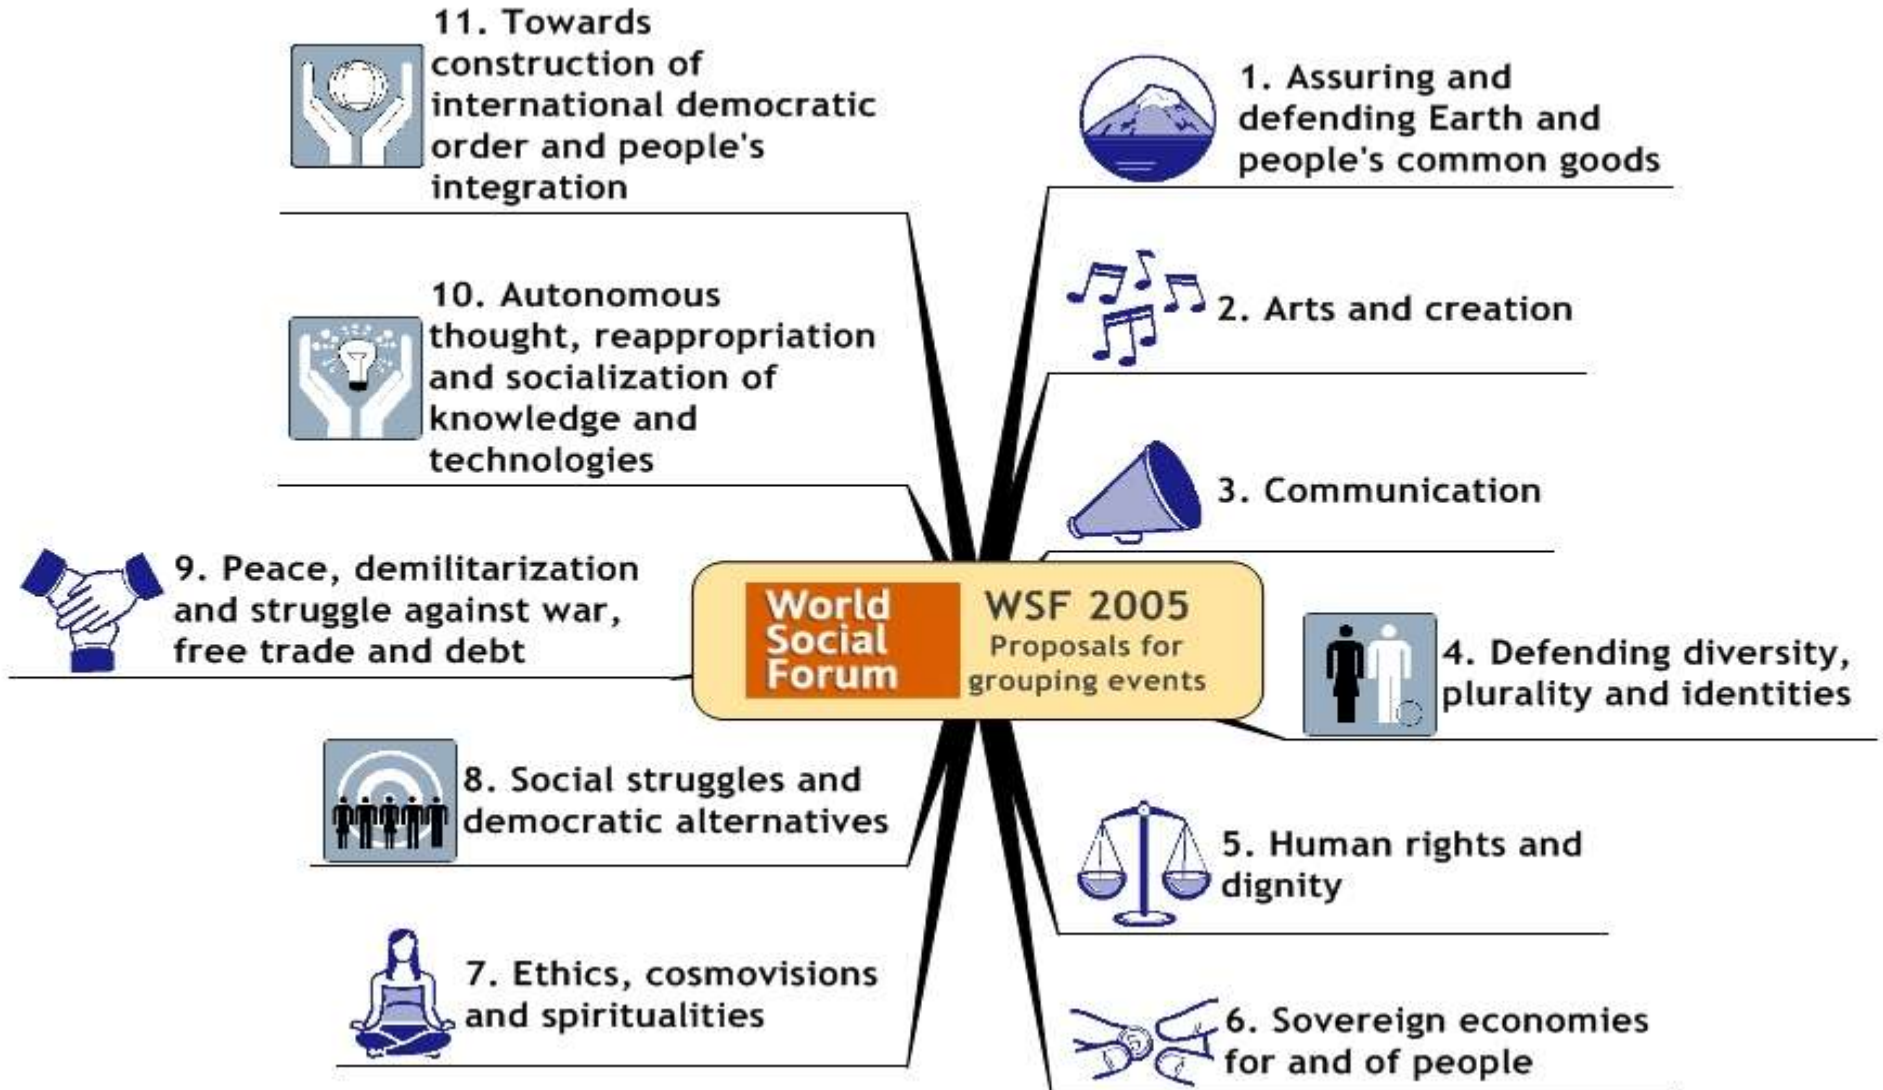 11. Towards
construction of
international democratic
order and people's
integration
1. Assuring and
defending Earth and
people's common goods
10. Autonomous
thought, reappropriation
and socialization of
knowledge and
technologies
2. Arts and creation
3. Communication
9. Peace, demilitarization
and struggle against war,
free trade and debt
World
Social
Forum
WSF 2005
Proposals for
grouping events
4. Defending diversity,
plurality and identities
8. Social struggles and
democratic alternatives
5. Human rights and
dignity
7. Ethics, cosmovisions
and spiritualities
6. Sovereign economies
for and of people